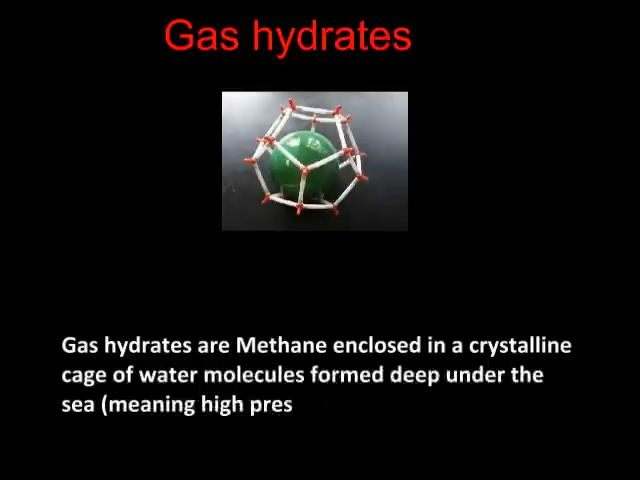 Gas hydrates
Gas hydrates are Methane enclosed in a crystalline
cage of water molecules formed deep under the
sea (meaning high pres